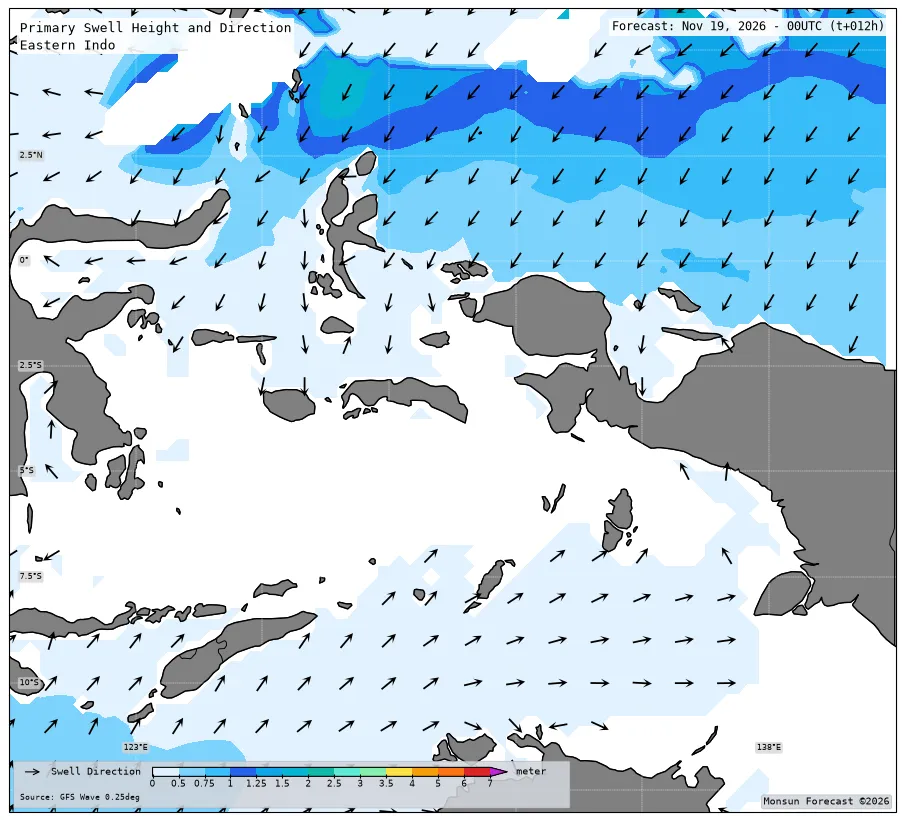 Primary Swell Height and Direction
Eastern Indo
Forecast: Nov 19, 2026 - 00UTC (t+012h)
2.5°N
0°
2.5°S
5°S
7.5°S
10°S
123°E
138°E
Swell Direction
0 0.5 0.75 1 1.25 1.5 2 2.5 3 3.5 4 5 6 7
meter
Source: GFS Wave 0.25deg
Monsun Forecast ©2026